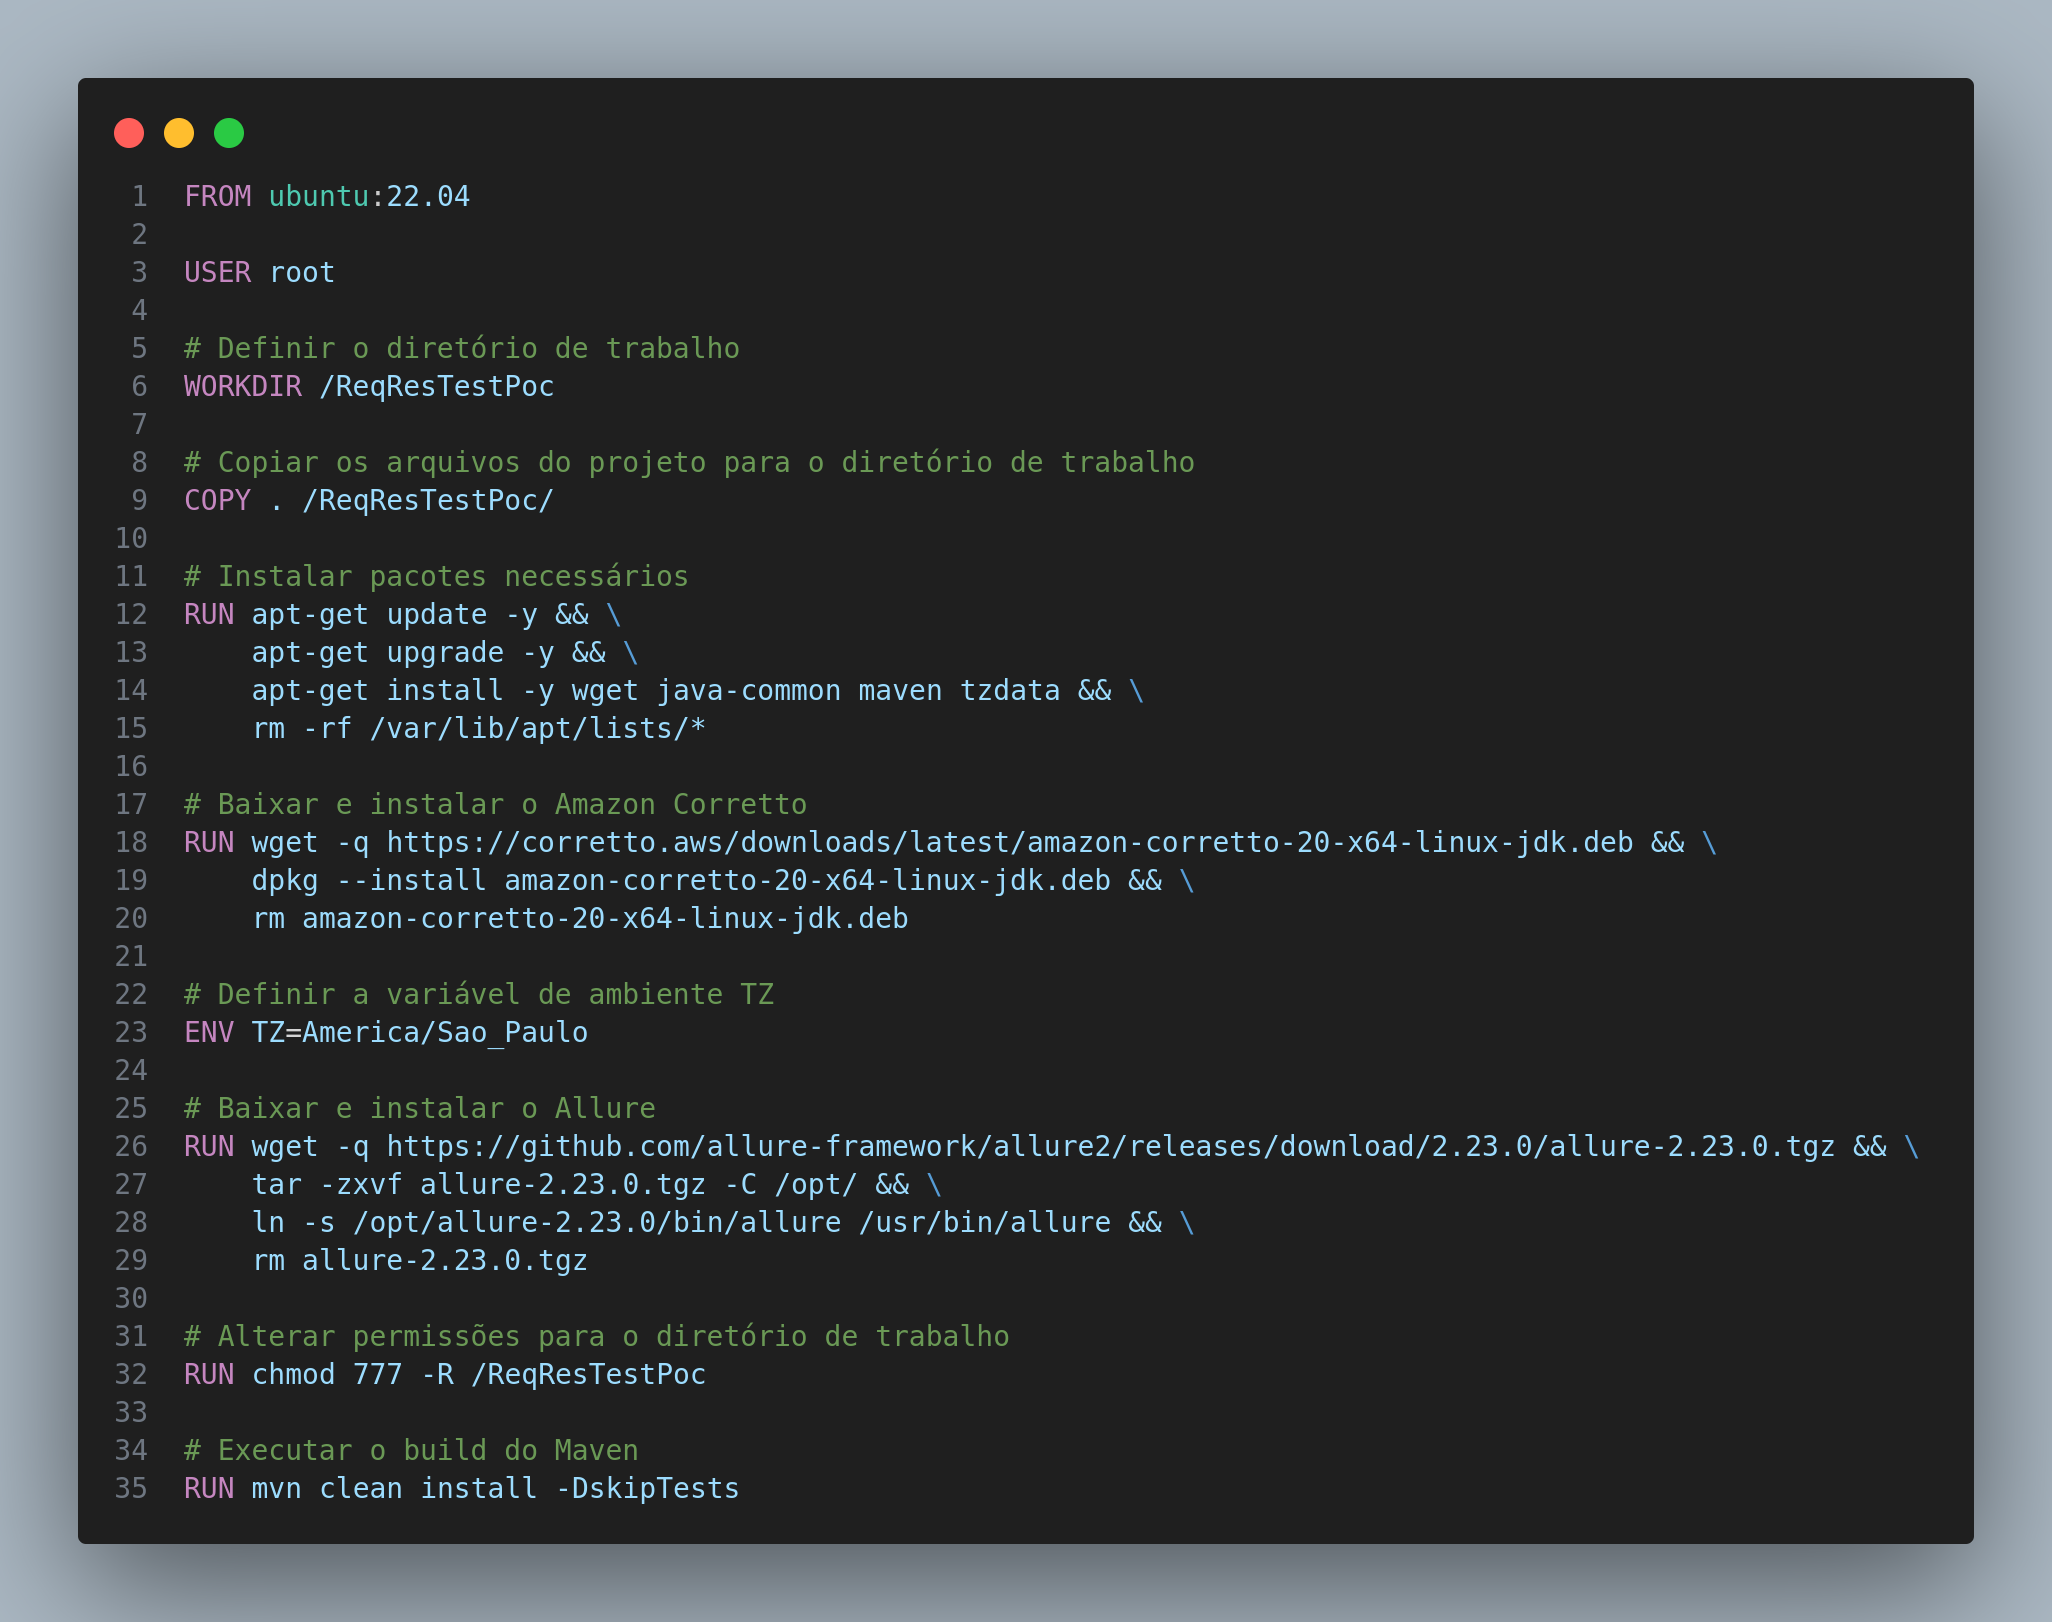 1 FROM ubuntu:22.04
2
3 USER root
4
5 # Definir o diretório de trabalho
6 WORKDIR /ReqResTestPoc
7
8 # Copiar os arquivos do projeto para o diretório de trabalho
9 COPY . /ReqResTestPoc/
10
11 # Instalar pacotes necessários
12 RUN apt-get update -y && \
13     apt-get upgrade -y && \
14     apt-get install -y wget java-common maven tzdata && \
15     rm -rf /var/lib/apt/lists/*
16
17 # Baixar e instalar o Amazon Corretto
18 RUN wget -q https://corretto.aws/downloads/latest/amazon-corretto-20-x64-linux-jdk.deb && \
19     dpkg --install amazon-corretto-20-x64-linux-jdk.deb && \
20     rm amazon-corretto-20-x64-linux-jdk.deb
21
22 # Definir a variável de ambiente TZ
23 ENV TZ=America/Sao_Paulo
24
25 # Baixar e instalar o Allure
26 RUN wget -q https://github.com/allure-framework/allure2/releases/download/2.23.0/allure-2.23.0.tgz && \
27     tar -zxvf allure-2.23.0.tgz -C /opt/ && \
28     ln -s /opt/allure-2.23.0/bin/allure /usr/bin/allure && \
29     rm allure-2.23.0.tgz
30
31 # Alterar permissões para o diretório de trabalho
32 RUN chmod 777 -R /ReqResTestPoc
33
34 # Executar o build do Maven
35 RUN mvn clean install -DskipTests